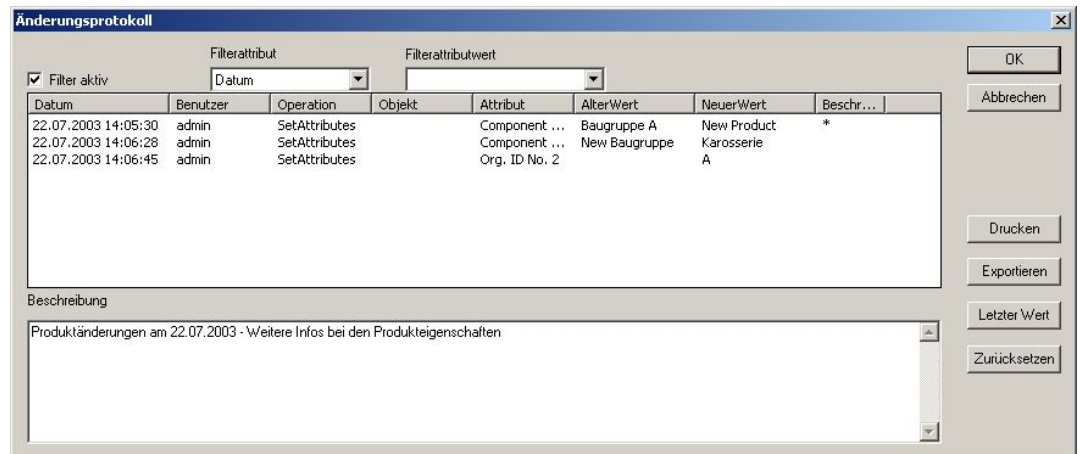 Änderungsprotokoll
Filterattribut Filterattributwert
Filter aktiv Datum
OK
Abbrechen
Datum Benutzer Operation Objekt Attribut AlterWert NeuerWert Beschr...
22.07.2003 14:05:30 admin SetAttributes Component ... Baugruppe A New Product *
22.07.2003 14:06:28 admin SetAttributes Component ... New Baugruppe Karosserie
22.07.2003 14:06:45 admin SetAttributes Org. ID No. 2 A
Drucken
Exportieren
Letzter Wert
Zurücksetzen
Beschreibung
Produktänderungen am 22.07.2003 - Weitere Infos bei den Produkteigenschaften